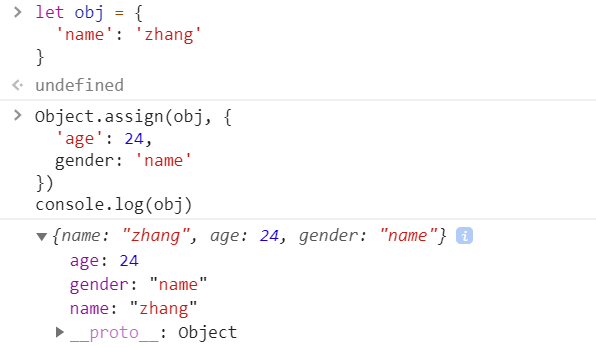 let obj = {
'name': 'zhang'
}
undefined
Object.assign(obj, {
'age': 24,
gender: 'name'
})
console.log(obj)
{name: "zhang", age: 24, gender: "name"} i
age: 24
gender: "name"
name: "zhang"
__proto__: Object